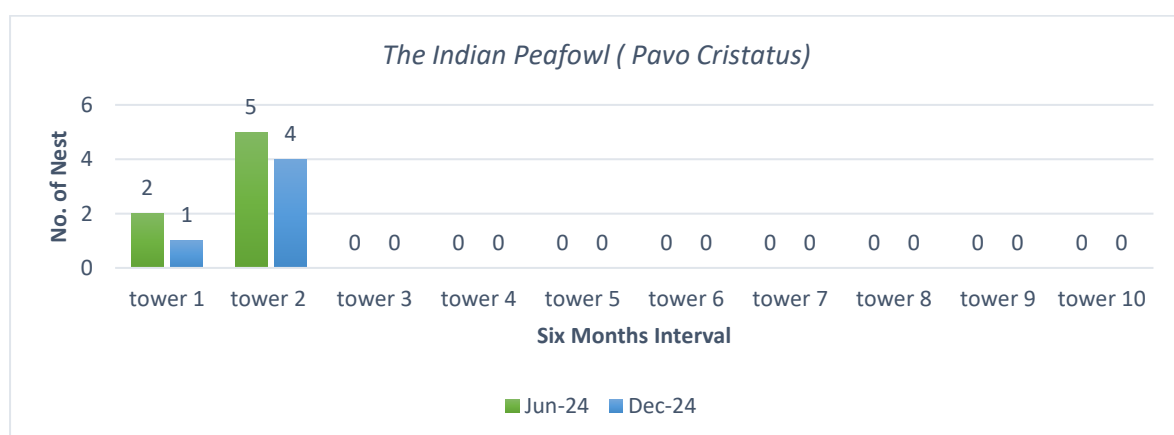 The Indian Peafowl ( Pavo Cristatus)
No. of Nest
6
4
2
0
2
1
5
4
0 0 0 0 0 0 0 0 0 0 0 0 0 0 0 0
tower 1 tower 2 tower 3 tower 4 tower 5 tower 6 tower 7 tower 8 tower 9 tower 10
Six Months Interval
Jun-24 Dec-24